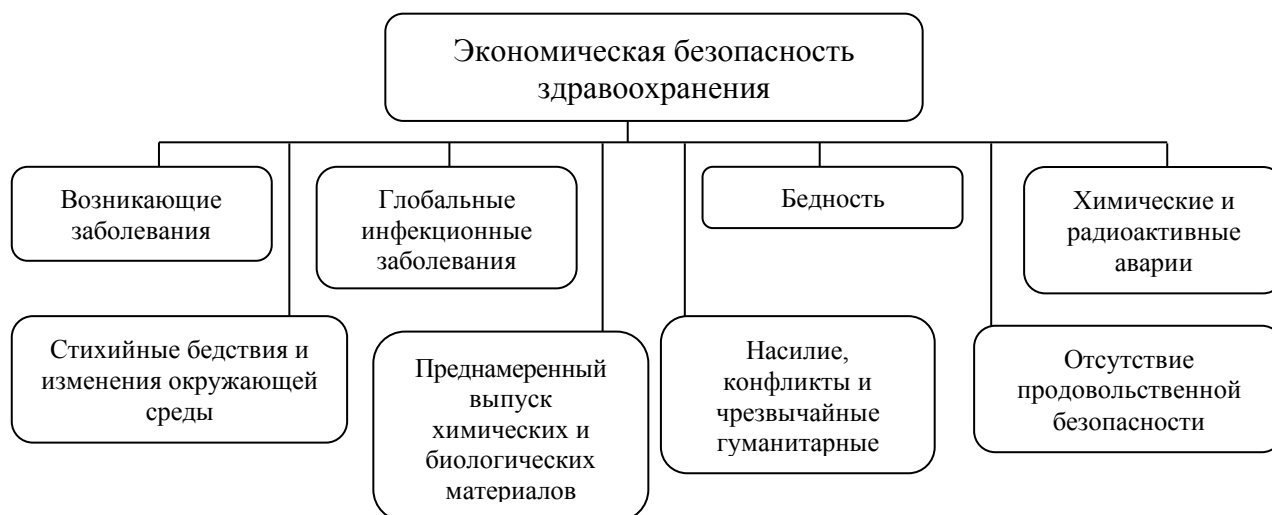 Экономическая безопасность
здравоохранения
Возникающие
заболевания
Глобальные
инфекционные
заболевания
Бедность
Химические и
радиоактивные
аварии
Стихийные бедствия и
изменения окружающей
среды
Преднамеренный
выпуск
химических и
биологических
материалов
Насилие,
конфликты и
чрезвычайные
гуманитарные
Отсутствие
продовольственной
безопасности